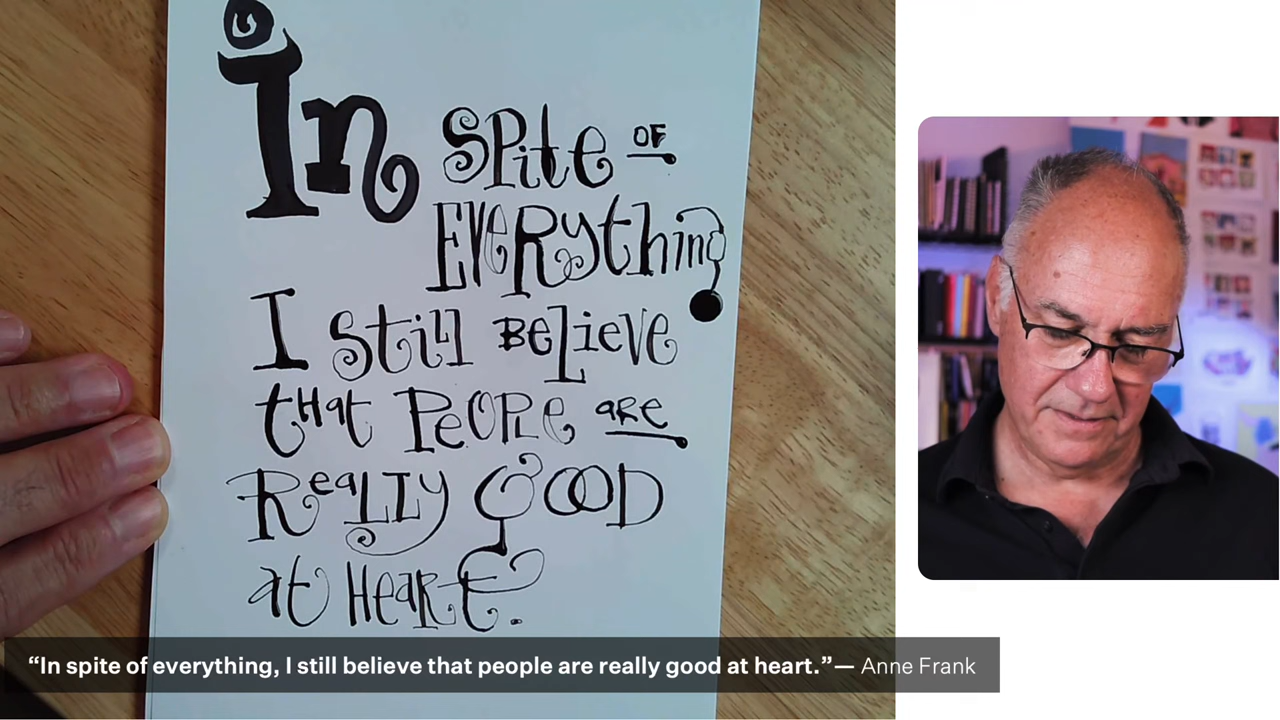 In Spite OF
EVERything
I Still BELiEVE
tHat PEOPLE aRE
ReaLLy GOOD
at HeaRt.
“In spite of everything, I still believe that people are really good at heart.”— Anne Frank